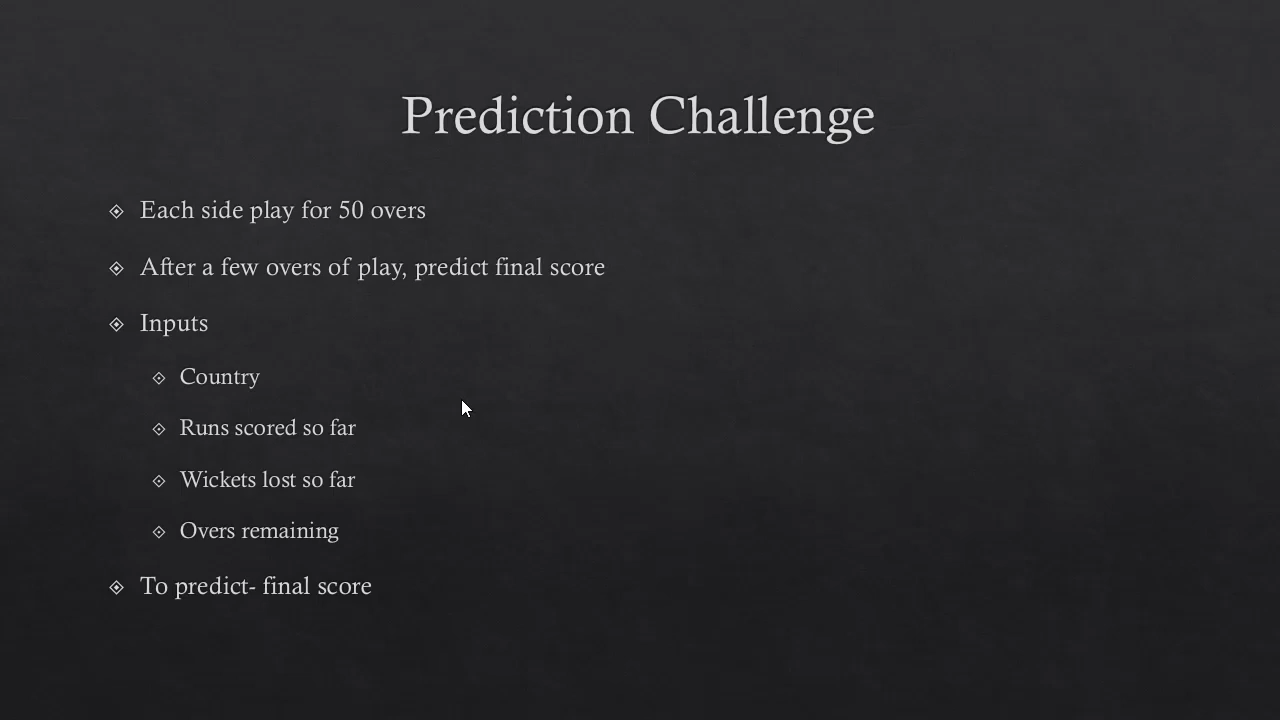 Prediction Challenge
Each side play for 50 overs
After a few overs of play, predict final score
Inputs
Country
Runs scored so far
Wickets lost so far
Overs remaining
To predict- final score